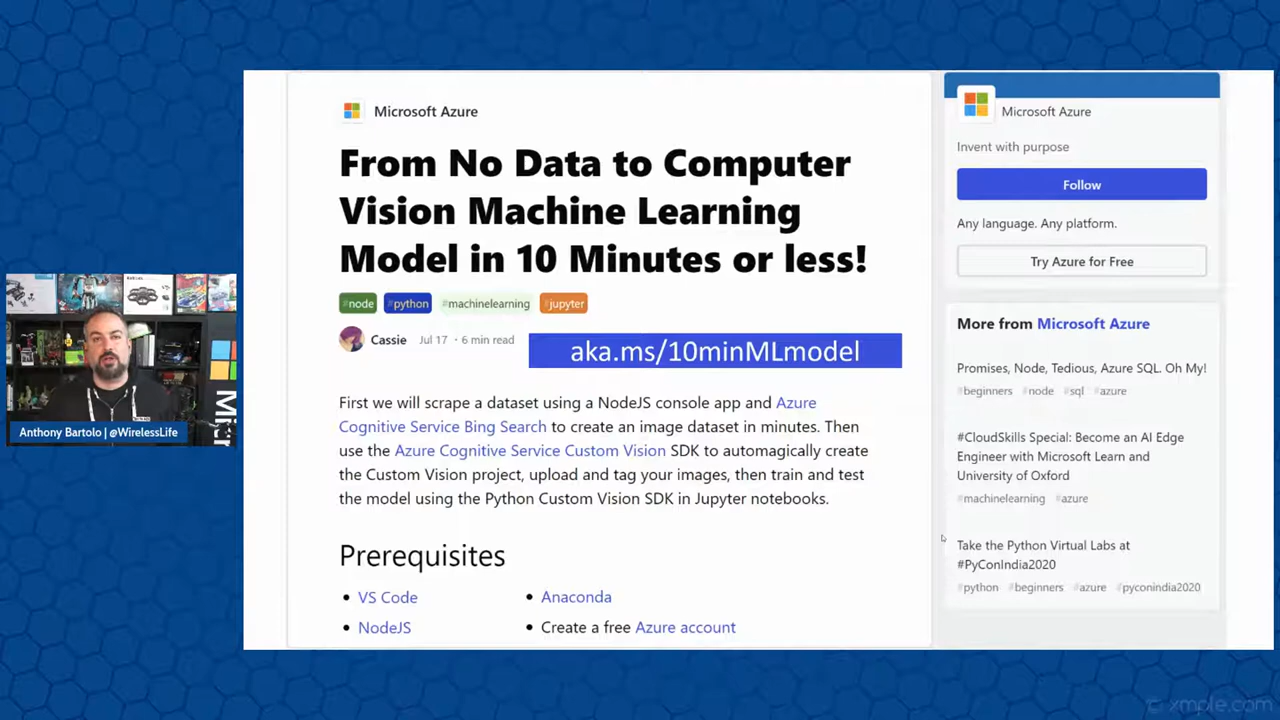 Microsoft Azure
From No Data to Computer
Vision Machine Learning
Model in 10 Minutes or less!
#node #python #machinelearning #jupyter
Cassie Jul 17 • 6 min read
aka.ms/10minMLmodel
First we will scrape a dataset using a NodeJS console app and Azure
Cognitive Service Bing Search to create an image dataset in minutes. Then
use the Azure Cognitive Service Custom Vision SDK to automagically create
the Custom Vision project, upload and tag your images, then train and test
the model using the Python Custom Vision SDK in Jupyter notebooks.
Prerequisites
• VS Code
• NodeJS
• Anaconda
• Create a free Azure account
Microsoft Azure
Invent with purpose
Follow
Any language. Any platform.
Try Azure for Free
More from Microsoft Azure
Promises, Node, Tedious, Azure SQL. Oh My!
#beginners #node #sql #azure
#CloudSkills Special: Become an AI Edge
Engineer with Microsoft Learn and
University of Oxford
#machinelearning #azure
Take the Python Virtual Labs at
#PyConIndia2020
#python #beginners #azure #pyconindia2020
Anthony Bartolo | @WirelessLife
© xmple.com